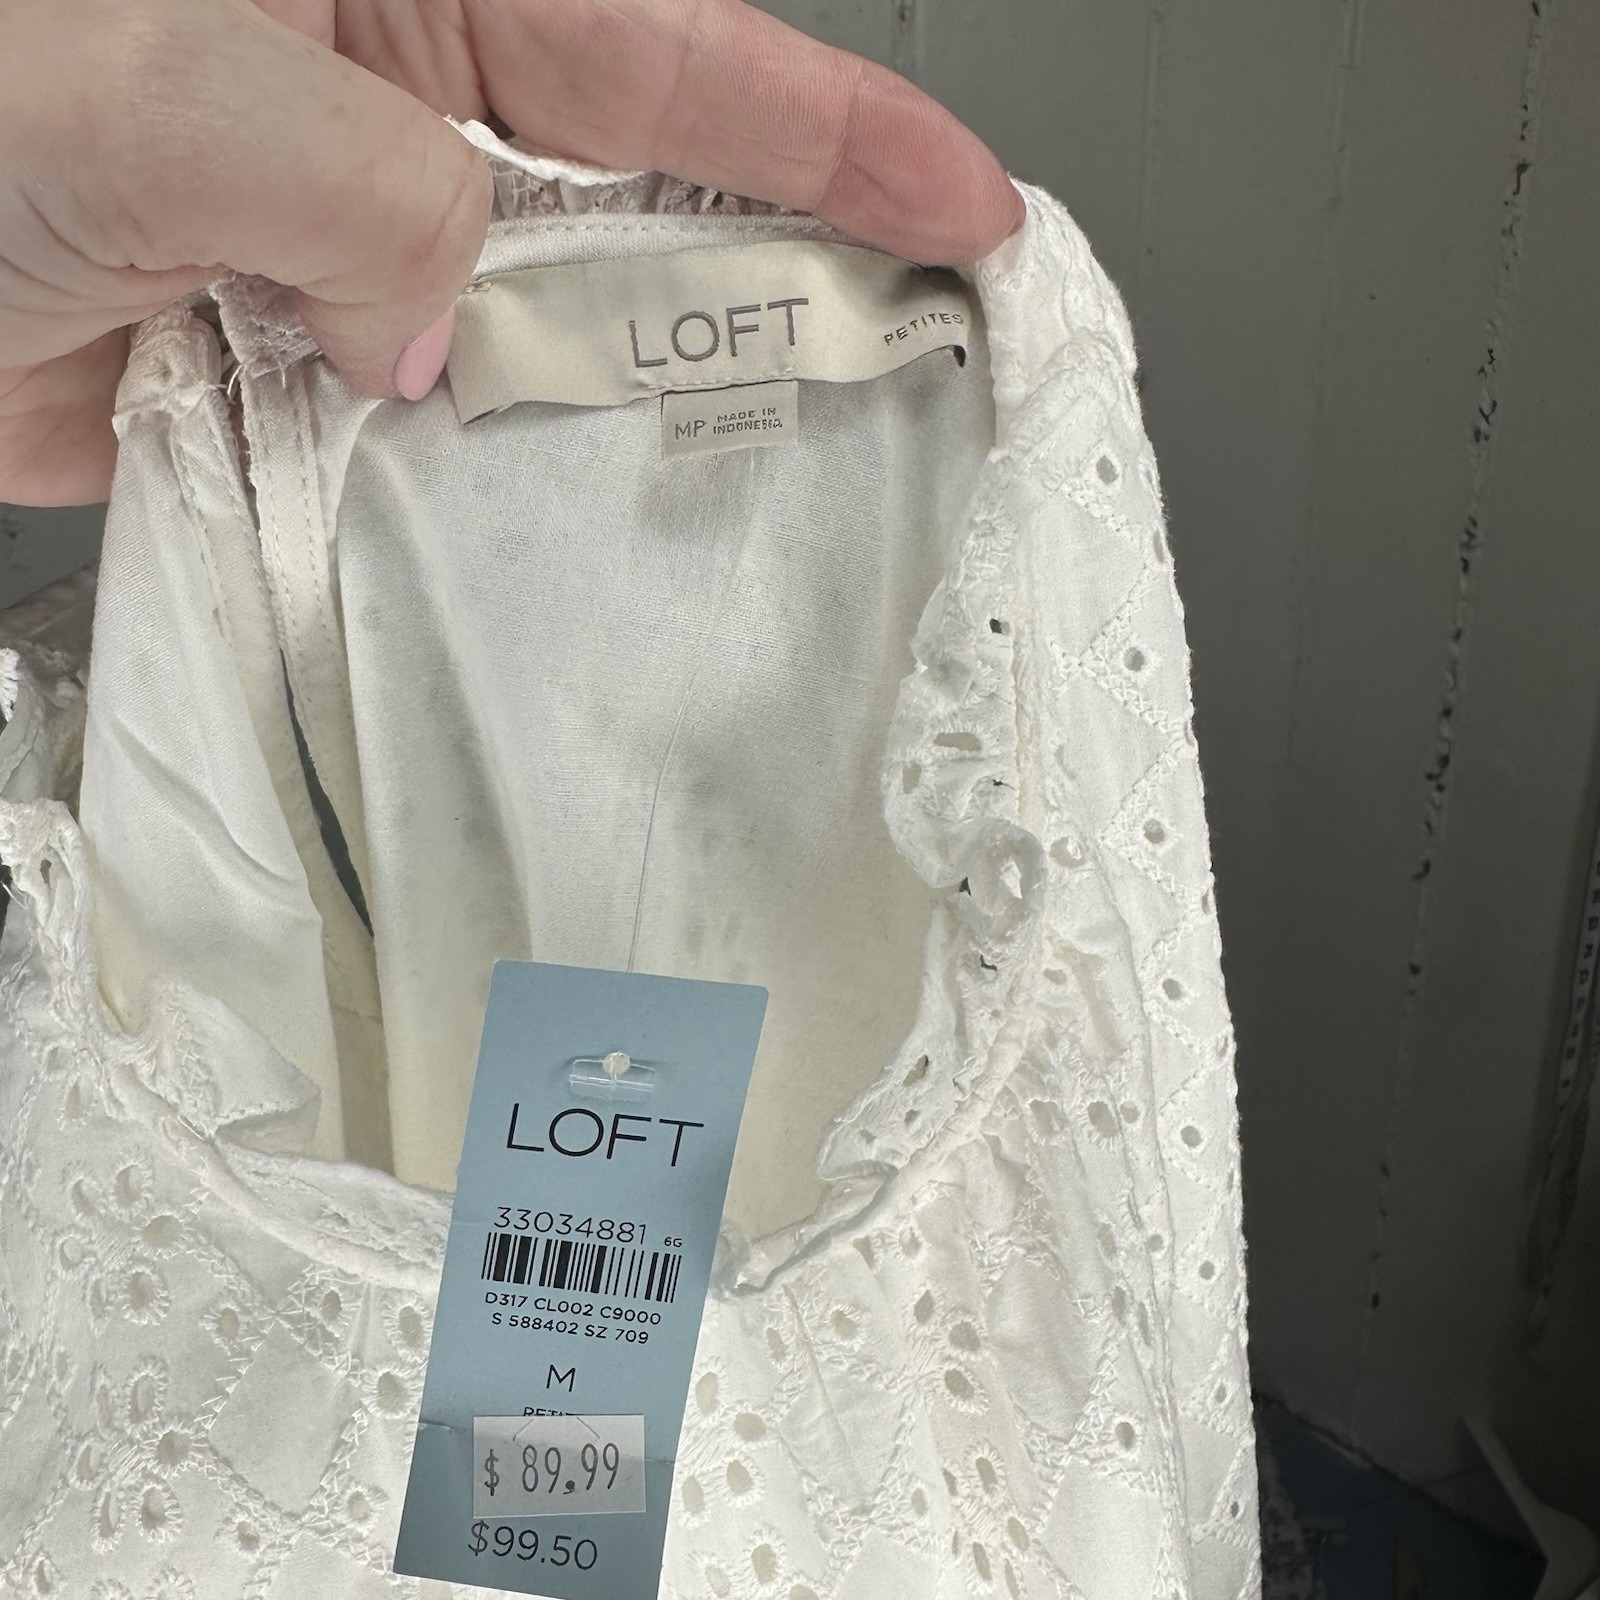 LOFT
PETITES
MP MADE IN
INDONESIA
LOFT
33034881 6G
D317 CL002 C9000
S 588402 SZ 709
M
$ 89.99
$99.50